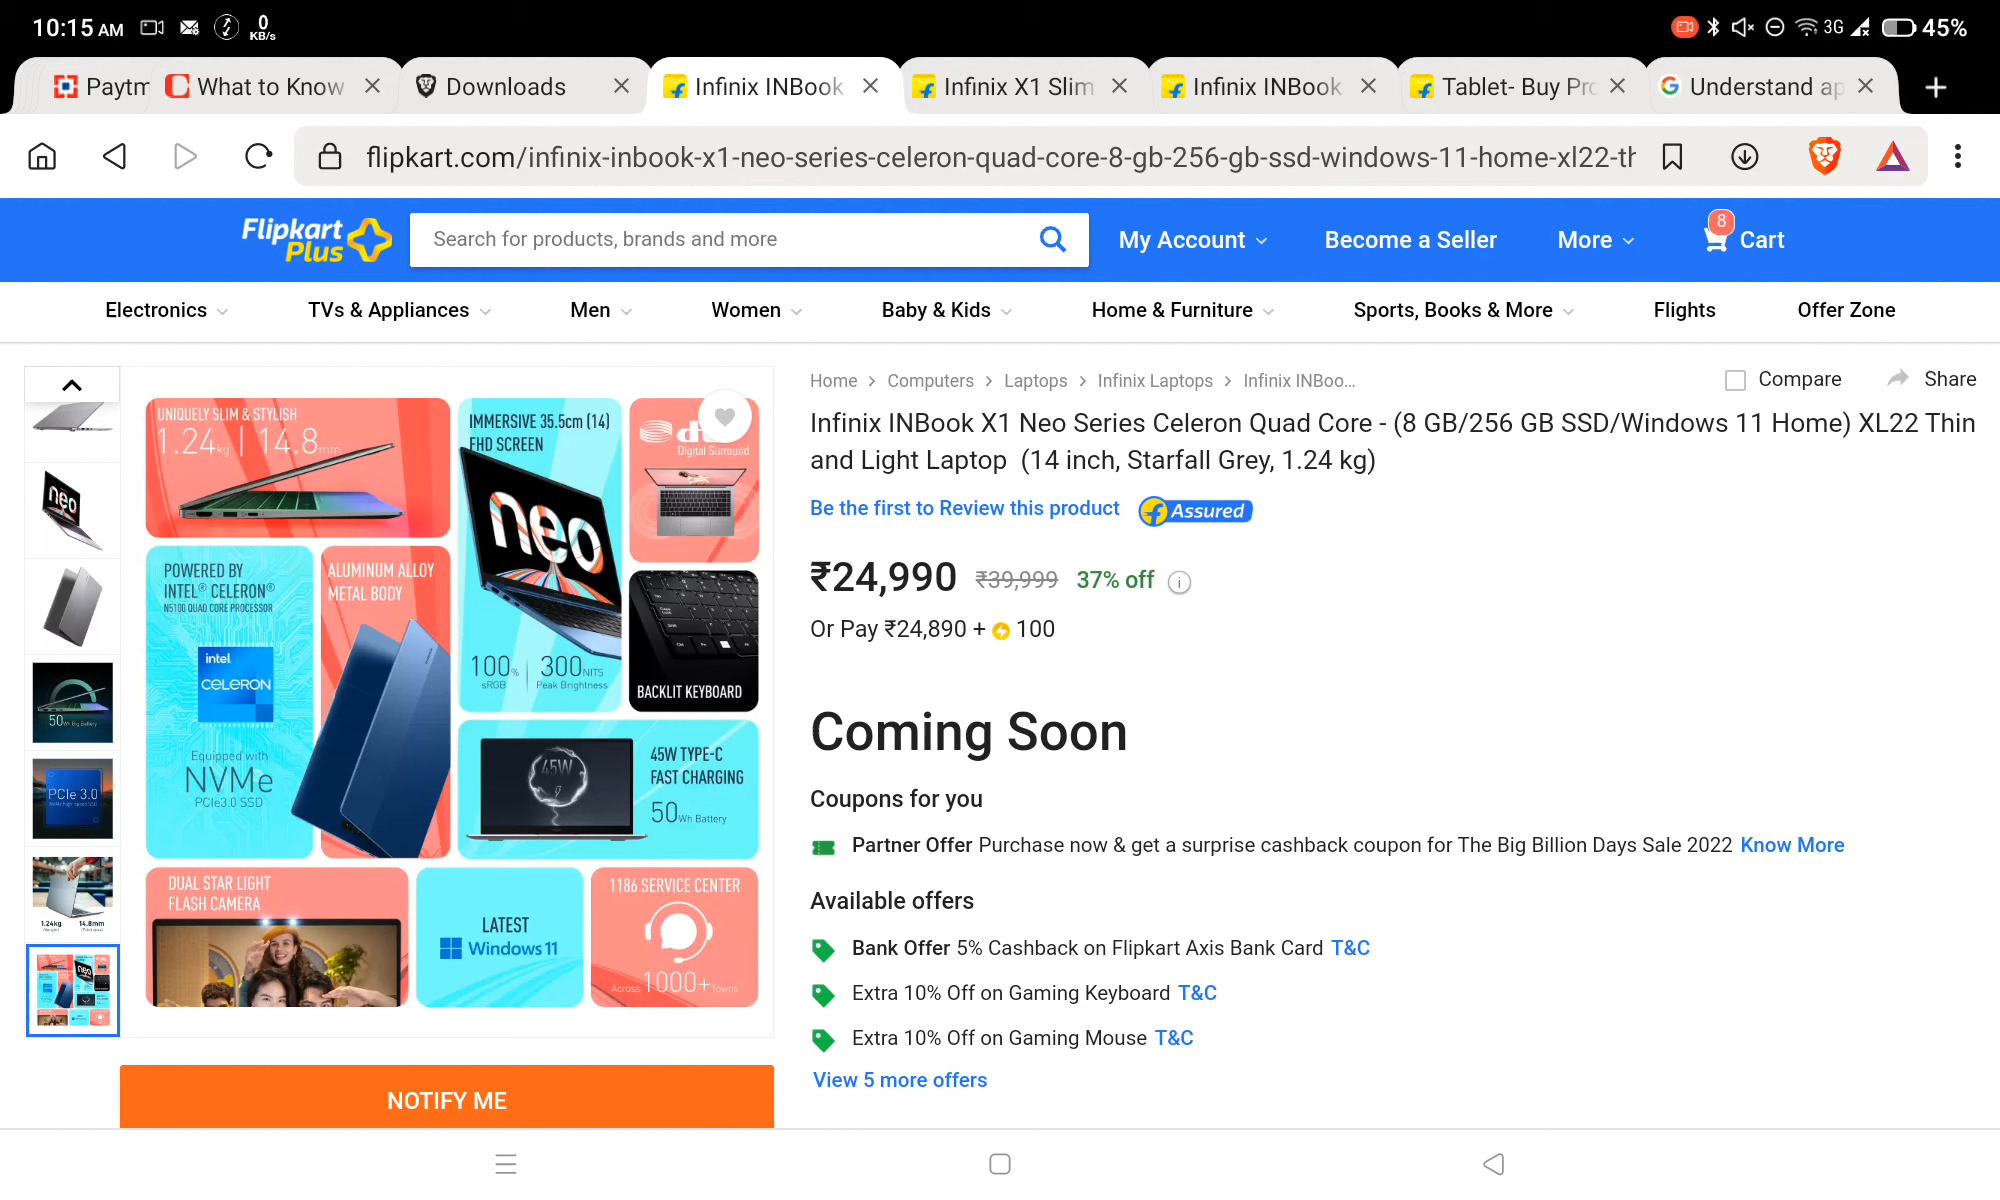 10:15 AM
0
KB/s
3G
45%
Paytm
What to Know
Downloads
Infinix INBook
Infinix X1 Slim
Infinix INBook
Tablet- Buy Pro
Understand ap
flipkart.com/infinix-inbook-x1-neo-series-celeron-quad-core-8-gb-256-gb-ssd-windows-11-home-xl22-th
Flipkart
Plus
Search for products, brands and more
My Account
Become a Seller
More
8
Cart
Electronics
TVs & Appliances
Men
Women
Baby & Kids
Home & Furniture
Sports, Books & More
Flights
Offer Zone
Home > Computers > Laptops > Infinix Laptops > Infinix INBoo...
Compare
Share
Infinix INBook X1 Neo Series Celeron Quad Core - (8 GB/256 GB SSD/Windows 11 Home) XL22 Thin
and Light Laptop (14 inch, Starfall Grey, 1.24 kg)
Be the first to Review this product
Assured
₹24,990 ₹39,999 37% off
Or Pay ₹24,890 + 100
Coming Soon
Coupons for you
Partner Offer Purchase now & get a surprise cashback coupon for The Big Billion Days Sale 2022 Know More
Available offers
Bank Offer 5% Cashback on Flipkart Axis Bank Card T&C
Extra 10% Off on Gaming Keyboard T&C
Extra 10% Off on Gaming Mouse T&C
View 5 more offers
UNIQUELY SLIM & STYLISH
1.24kg | 14.8mm
IMMERSIVE 35.5cm (14)
FHD SCREEN
neo
100% sRGB
300 NITS
Peak Brightness
Digital Surround
POWERED BY
INTEL® CELERON®
N5100 QUAD CORE PROCESSOR
intel
CELERON
Equipped with
NVMe
PCIe3.0 SSD
ALUMINUM ALLOY
METAL BODY
BACKLIT KEYBOARD
45W
45W TYPE-C
FAST CHARGING
50Wh Battery
DUAL STAR LIGHT
FLASH CAMERA
LATEST
Windows 11
1186 SERVICE CENTER
Across 1000+ Towns
neo
50Wh Big Battery
PCIe 3.0
1.24kg
14.8mm
NOTIFY ME